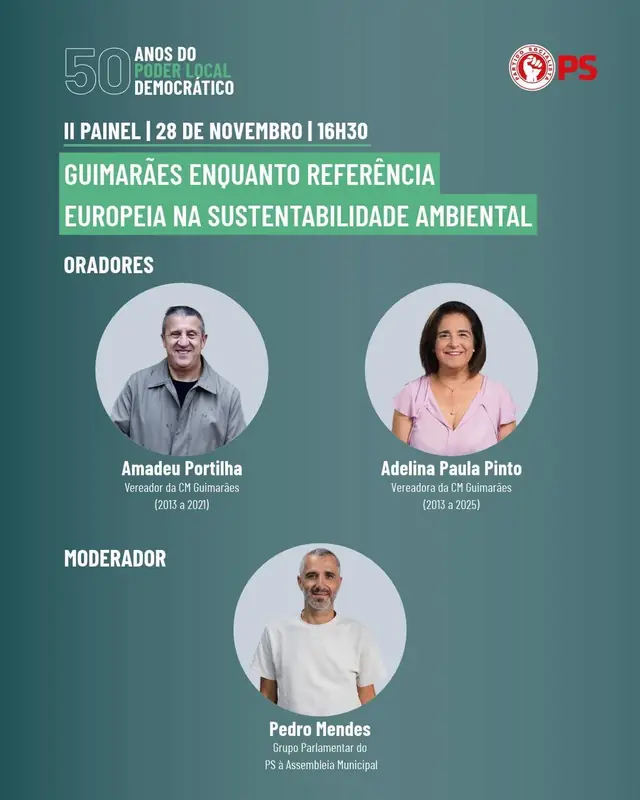 50 ANOS DO
PODER LOCAL
DEMOCRÁTICO
PARTIDO SOCIALISTA
PS
II PAINEL | 28 DE NOVEMBRO | 16H30
GUIMARÃES ENQUANTO REFERÊNCIA
EUROPEIA NA SUSTENTABILIDADE AMBIENTAL
ORADORES
Amadeu Portilha
Vereador da CM Guimarães
(2013 a 2021)
Adelina Paula Pinto
Vereadora da CM Guimarães
(2013 a 2025)
MODERADOR
Pedro Mendes
Grupo Parlamentar do
PS à Assembleia Municipal